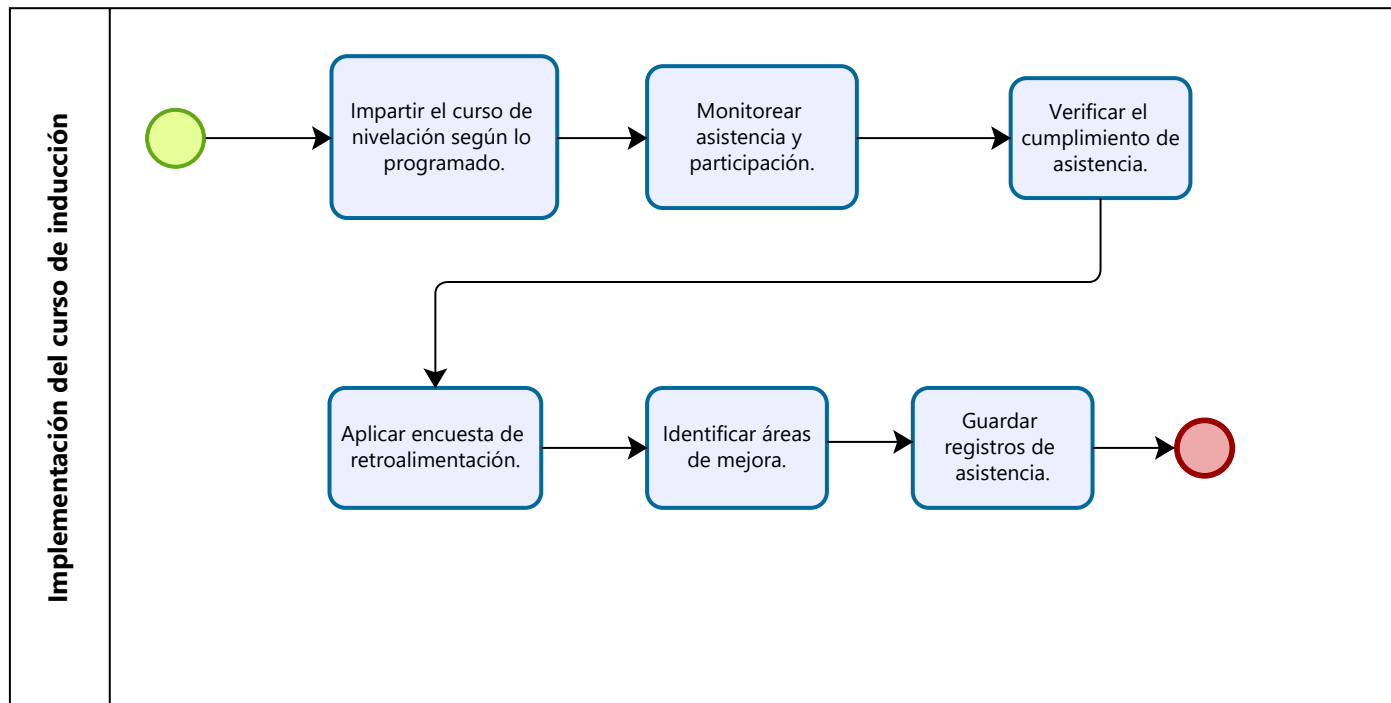 Implementación del curso de inducción
Impartir el curso de
nivelación según lo
programado.
Monitorear
asistencia y
participación.
Verificar el
cumplimiento de
asistencia.
Aplicar encuesta de
retroalimentación.
Identificar áreas
de mejora.
Guardar
registros de
asistencia.